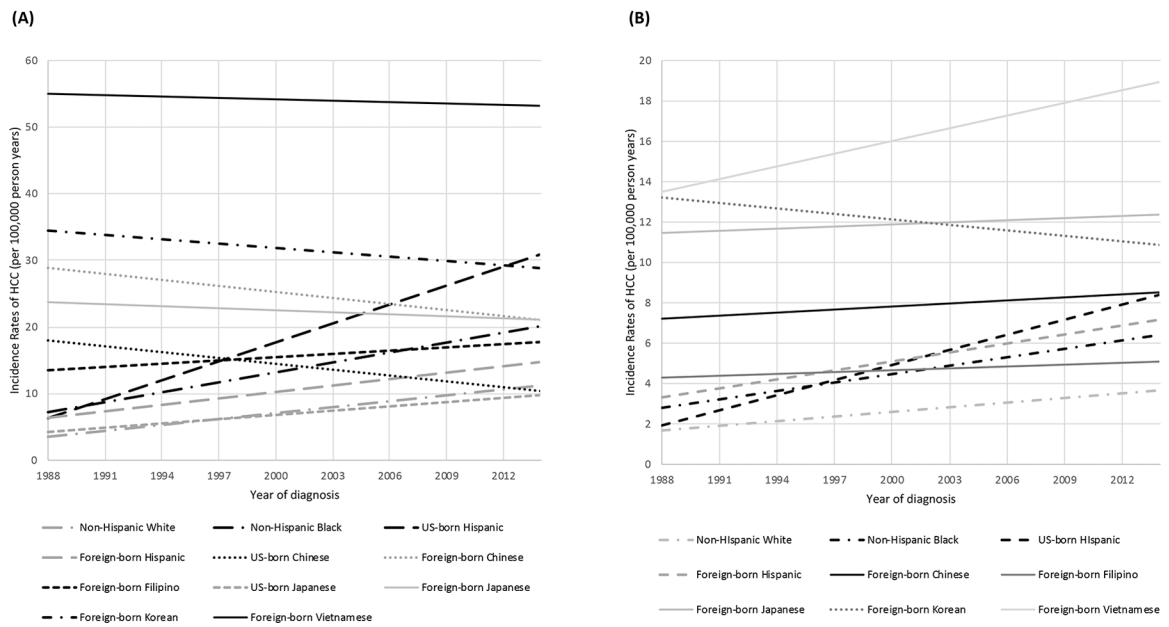 (A)
Incidence Rates of HCC (per 100,000 person years)
60
50
40
30
20
10
0
1988 1991 1994 1997 2000 2003 2006 2009 2012
Year of diagnosis
Non-Hispanic White Non-Hispanic Black US-born Hispanic
Foreign-born Hispanic US-born Chinese Foreign-born Chinese
Foreign-born Filipino US-born Japanese Foreign-born Japanese
Foreign-born Korean Foreign-born Vietnamese
(B)
Incidence Rates of HCC (per 100,000 person years)
20
18
16
14
12
10
8
6
4
2
0
1988 1991 1994 1997 2000 2003 2006 2009 2012
Year of diagnosis
Non-HIspanic White Non-Hispanic Black US-born HIspanic
Foreign-born Hispanic Foreign-born Chinese Foreign-born Filipino
Foreign-born Japanese Foreign-born Korean Foreign-born Vietnamese